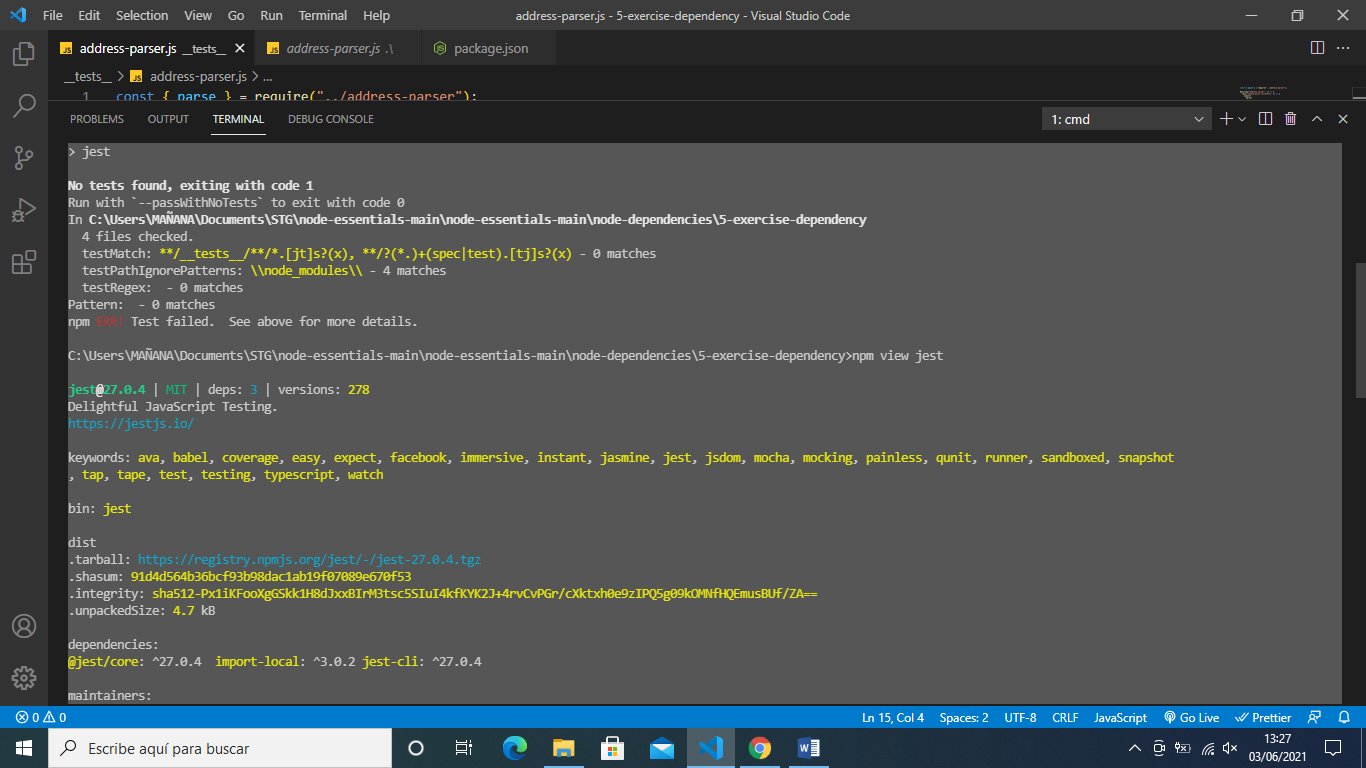 File Edit Selection View Go Run Terminal Help
address-parser.js - 5-exercise-dependency - Visual Studio Code
JS address-parser.js __tests__
JS address-parser.js .\
package.json
__tests__ > JS address-parser.js > ...
1 const { parse } = require("../address-parser");
PROBLEMS OUTPUT TERMINAL DEBUG CONSOLE
1: cmd
> jest
No tests found, exiting with code 1
Run with `--passWithNoTests` to exit with code 0
In C:\Users\MAÑANA\Documents\STG\node-essentials-main\node-essentials-main\node-dependencies\5-exercise-dependency
4 files checked.
testMatch: **/__tests__/**/*.[jt]s?(x), **/?(*.)+(spec|test).[tj]s?(x) - 0 matches
testPathIgnorePatterns: \\node_modules\\ - 4 matches
testRegex:  - 0 matches
Pattern:  - 0 matches
npm ERR! Test failed.  See above for more details.
C:\Users\MAÑANA\Documents\STG\node-essentials-main\node-essentials-main\node-dependencies\5-exercise-dependency>npm view jest
jest@27.0.4 | MIT | deps: 3 | versions: 278
Delightful JavaScript Testing.
https://jestjs.io/
keywords: ava, babel, coverage, easy, expect, facebook, immersive, instant, jasmine, jest, jsdom, mocha, mocking, painless, qunit, runner, sandboxed, snapshot
, tap, tape, test, testing, typescript, watch
bin: jest
dist
.tarball: https://registry.npmjs.org/jest/-/jest-27.0.4.tgz
.shasum: 91d4d564b36bcf93b98dac1ab19f07089e670f53
.integrity: sha512-Px1iKFooXgGSkk1H8dJxxBIrM3tsc5SIuI4kfKYK2J+4rvCvPGr/cXktxh0e9zIPQ5g09kOMNfHQEmusBUf/ZA==
.unpackedSize: 4.7 kB
dependencies:
@jest/core: ^27.0.4  import-local: ^3.0.2 jest-cli: ^27.0.4
maintainers:
0 0
Ln 15, Col 4 Spaces: 2 UTF-8 CRLF JavaScript Go Live Prettier
Escribe aquí para buscar
13:27
03/06/2021